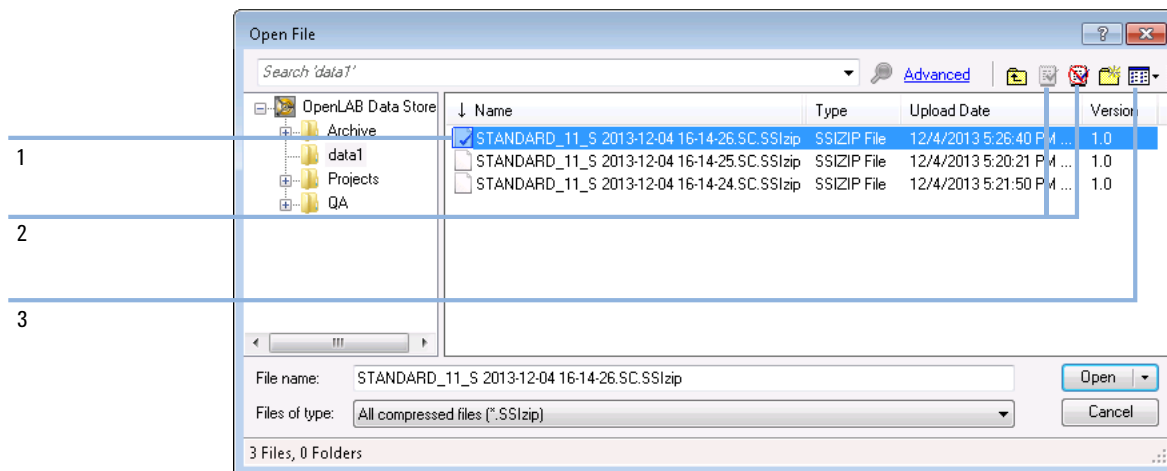 Open File
Search 'data1'
Advanced
OpenLAB Data Store
Archive
data1
Projects
QA
↓ Name Type Upload Date Version
STANDARD_11_S 2013-12-04 16-14-26.SC.SSIzip SSIZIP File 12/4/2013 5:26:40 PM ... 1.0
STANDARD_11_S 2013-12-04 16-14-25.SC.SSIzip SSIZIP File 12/4/2013 5:20:21 PM ... 1.0
STANDARD_11_S 2013-12-04 16-14-24.SC.SSIzip SSIZIP File 12/4/2013 5:21:50 PM ... 1.0
1
2
3
File name: STANDARD_11_S 2013-12-04 16-14-26.SC.SSIzip Open
Files of type: All compressed files (*.SSIzip) Cancel
3 Files, 0 Folders